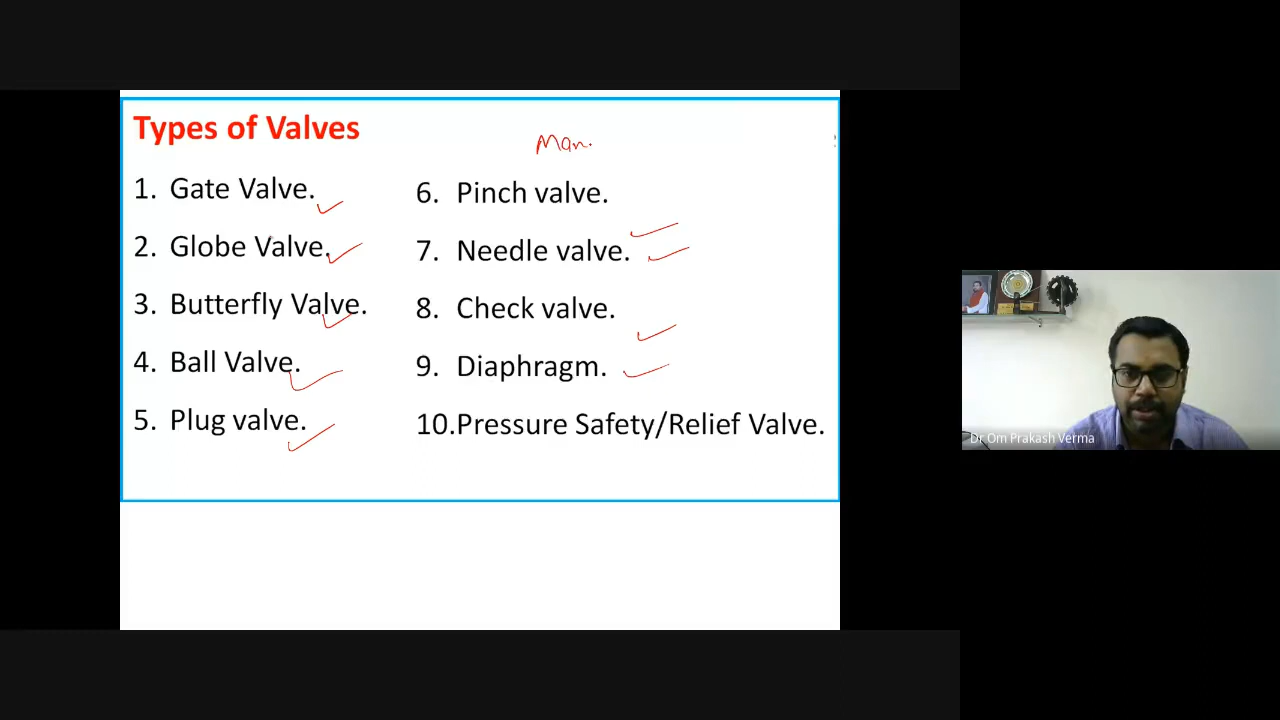 Types of Valves
Man.
1. Gate Valve.
2. Globe Valve.
3. Butterfly Valve.
4. Ball Valve.
5. Plug valve.
6. Pinch valve.
7. Needle valve.
8. Check valve.
9. Diaphragm.
10.Pressure Safety/Relief Valve.
Dr Om Prakash Verma